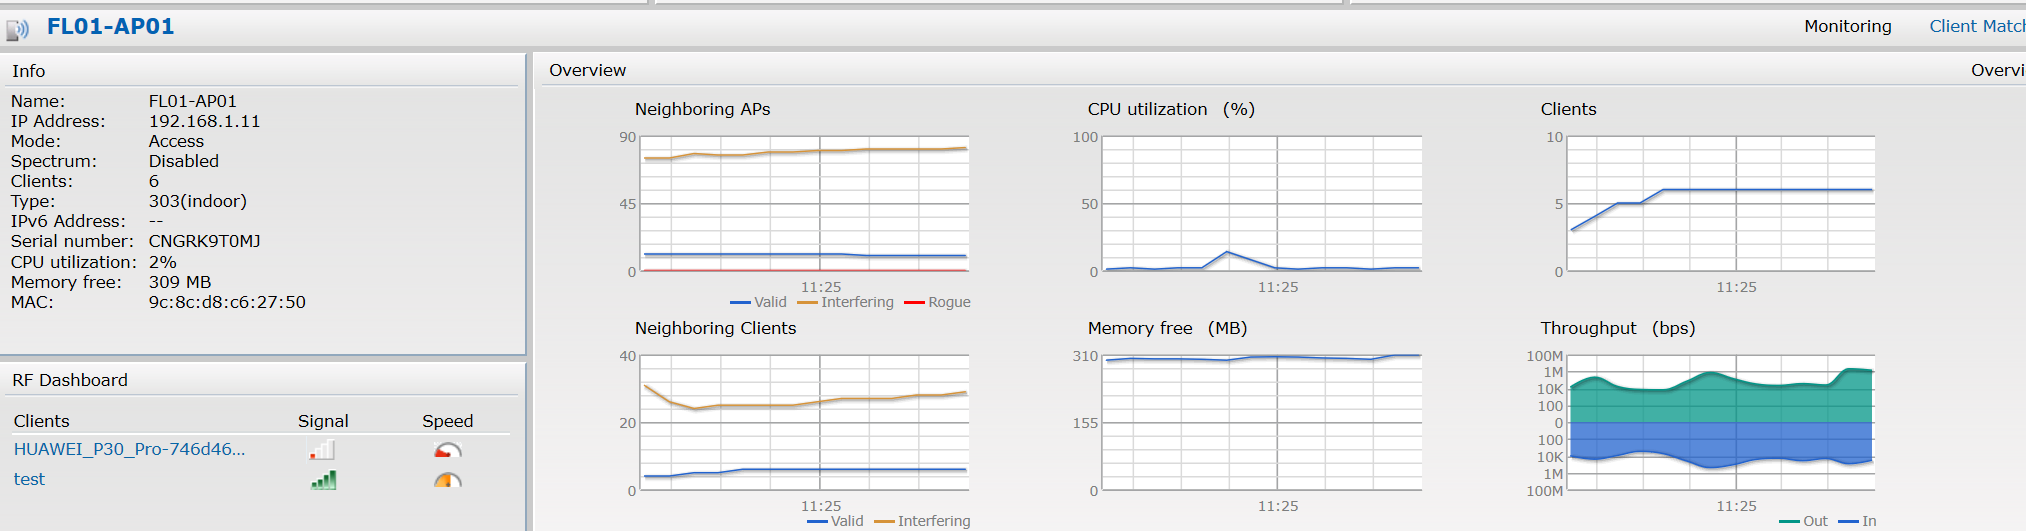 FL01-AP01
Monitoring
Client Match
Info
Name: FL01-AP01
IP Address: 192.168.1.11
Mode: Access
Spectrum: Disabled
Clients: 6
Type: 303(indoor)
IPv6 Address: --
Serial number: CNGRK9T0MJ
CPU utilization: 2%
Memory free: 309 MB
MAC: 9c:8c:d8:c6:27:50
RF Dashboard
Clients Signal Speed
HUAWEI_P30_Pro-746d46...
test
Overview
Overvi
Neighboring APs
90
45
0
11:25
Valid Interfering Rogue
CPU utilization (%)
100
50
0
11:25
Clients
10
5
0
11:25
Neighboring Clients
40
20
0
11:25
Valid Interfering
Memory free (MB)
310
155
0
11:25
Throughput (bps)
100M
1M
10K
100
0
100
10K
1M
100M
11:25
Out In